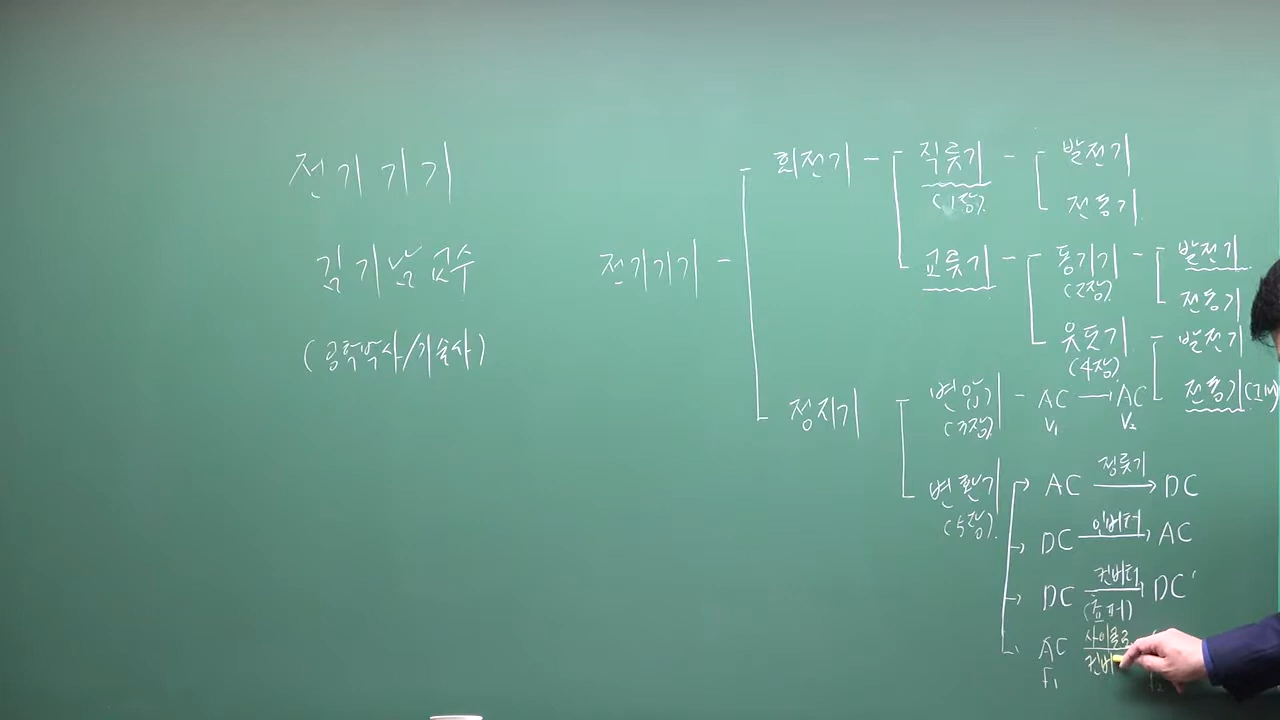 전기기기
김기남 교수
(공학박사/기술사)
전기기기
회전기
직류기
(1장).
발전기
전동기
교류기
동기기
(2장)
발전기
전동기
유도기
(4장)
발전기
전동기
정지기
변압기
(3장)
AC → AC
V₁ V₂
변환기
(5장).
AC 정류기 → DC
DC 인버터 → AC
DC 컨버터 → DC'
(쵸퍼)
AC 사이클로
컨버
F₁